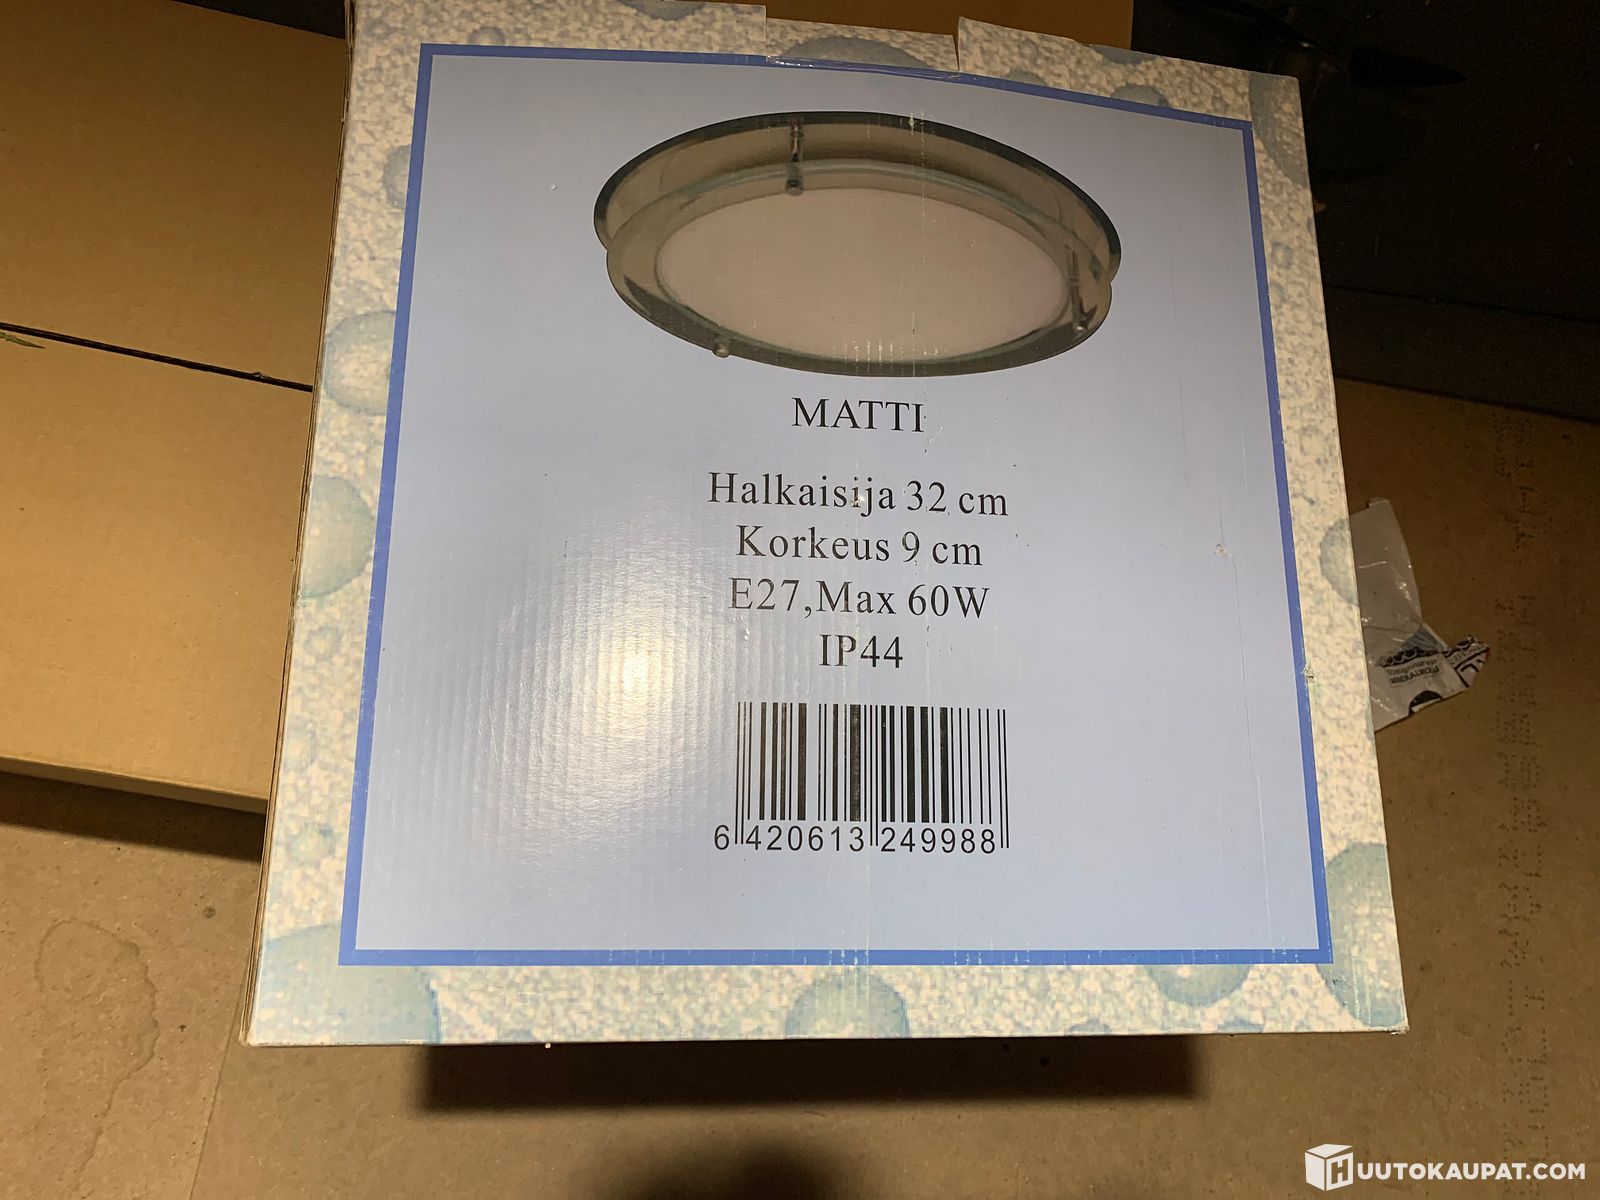 MATTI
Halkaisija 32 cm
Korkeus 9 cm
E27,Max 60W
IP44
6 420613 249988
HUUTOKAUPAT.COM